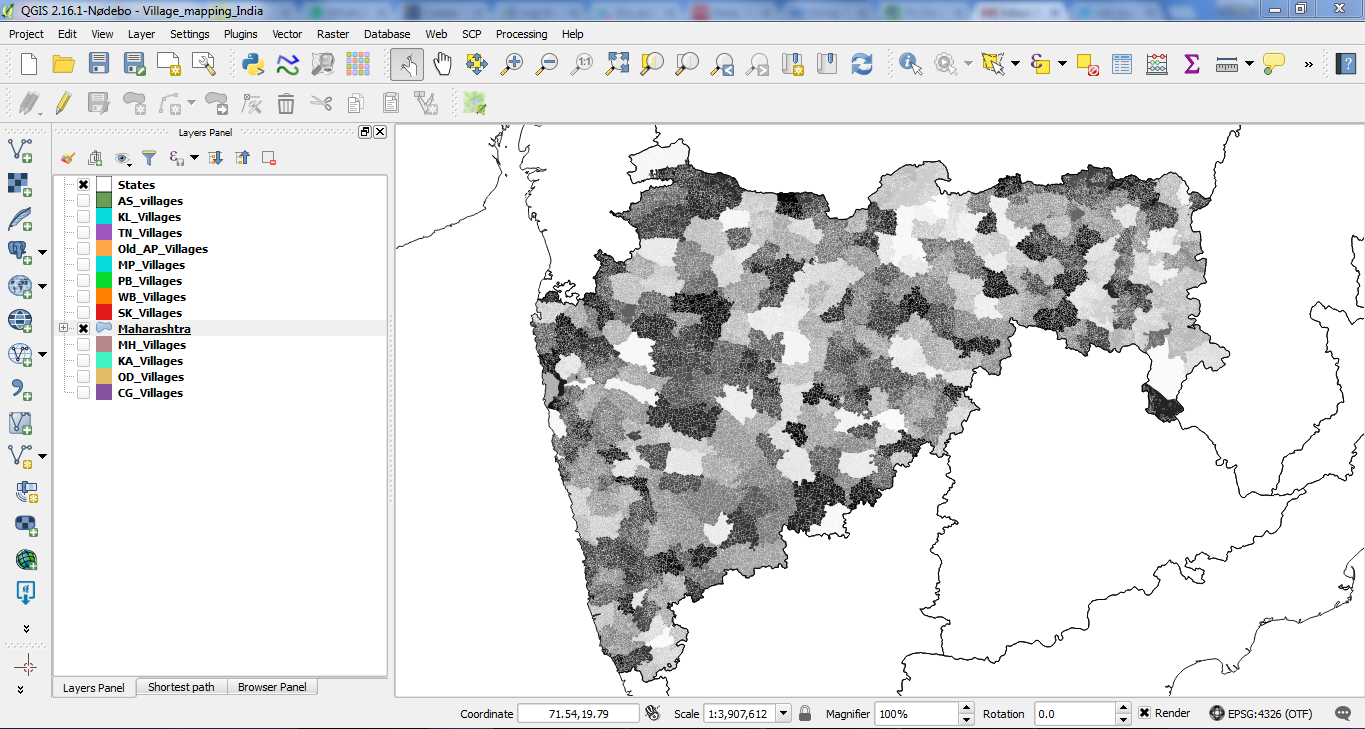 QGIS 2.16.1-Nødebo - Village_mapping_India
Project Edit View Layer Settings Plugins Vector Raster Database Web SCP Processing Help
1:1
»
?
Layers Panel
States
AS_villages
KL_Villages
TN_Villages
Old_AP_Villages
MP_Villages
PB_Villages
WB_Villages
SK_Villages
Maharashtra
MH_Villages
KA_Villages
OD_Villages
CG_Villages
Layers Panel Shortest path Browser Panel
Coordinate 71.54,19.79 Scale 1:3,907,612 Magnifier 100% Rotation 0.0 Render EPSG:4326 (OTF)